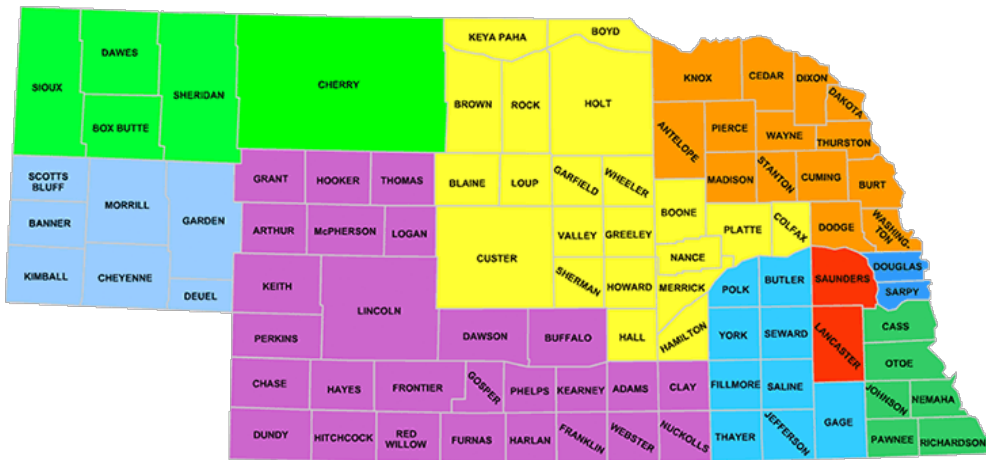 KEYA PAHA
BOYD
DAWES
SIOUX
SHERIDAN
CHERRY
BROWN
ROCK
HOLT
KNOX
CEDAR
DIXON
DAKOTA
BOX BUTTE
ANTELOPE
PIERCE
WAYNE
THURSTON
SCOTTS
BLUFF
MORRILL
GARDEN
GRANT
HOOKER
THOMAS
BLAINE
LOUP
GARFIELD
WHEELER
MADISON
STANTON
CUMING
BURT
BANNER
ARTHUR
McPHERSON
LOGAN
CUSTER
VALLEY
GREELEY
BOONE
PLATTE
COLFAX
DODGE
WASHING-
TON
KIMBALL
CHEYENNE
DEUEL
KEITH
LINCOLN
SHERMAN
HOWARD
NANCE
MERRICK
POLK
BUTLER
SAUNDERS
DOUGLAS
SARPY
PERKINS
DAWSON
BUFFALO
HALL
HAMILTON
YORK
SEWARD
LANCASTER
CASS
OTOE
CHASE
HAYES
FRONTIER
GOSPER
PHELPS
KEARNEY
ADAMS
CLAY
FILLMORE
SALINE
JOHNSON
NEMAHA
DUNDY
HITCHCOCK
RED
WILLOW
FURNAS
HARLAN
FRANKLIN
WEBSTER
NUCKOLLS
THAYER
JEFFERSON
GAGE
PAWNEE
RICHARDSON